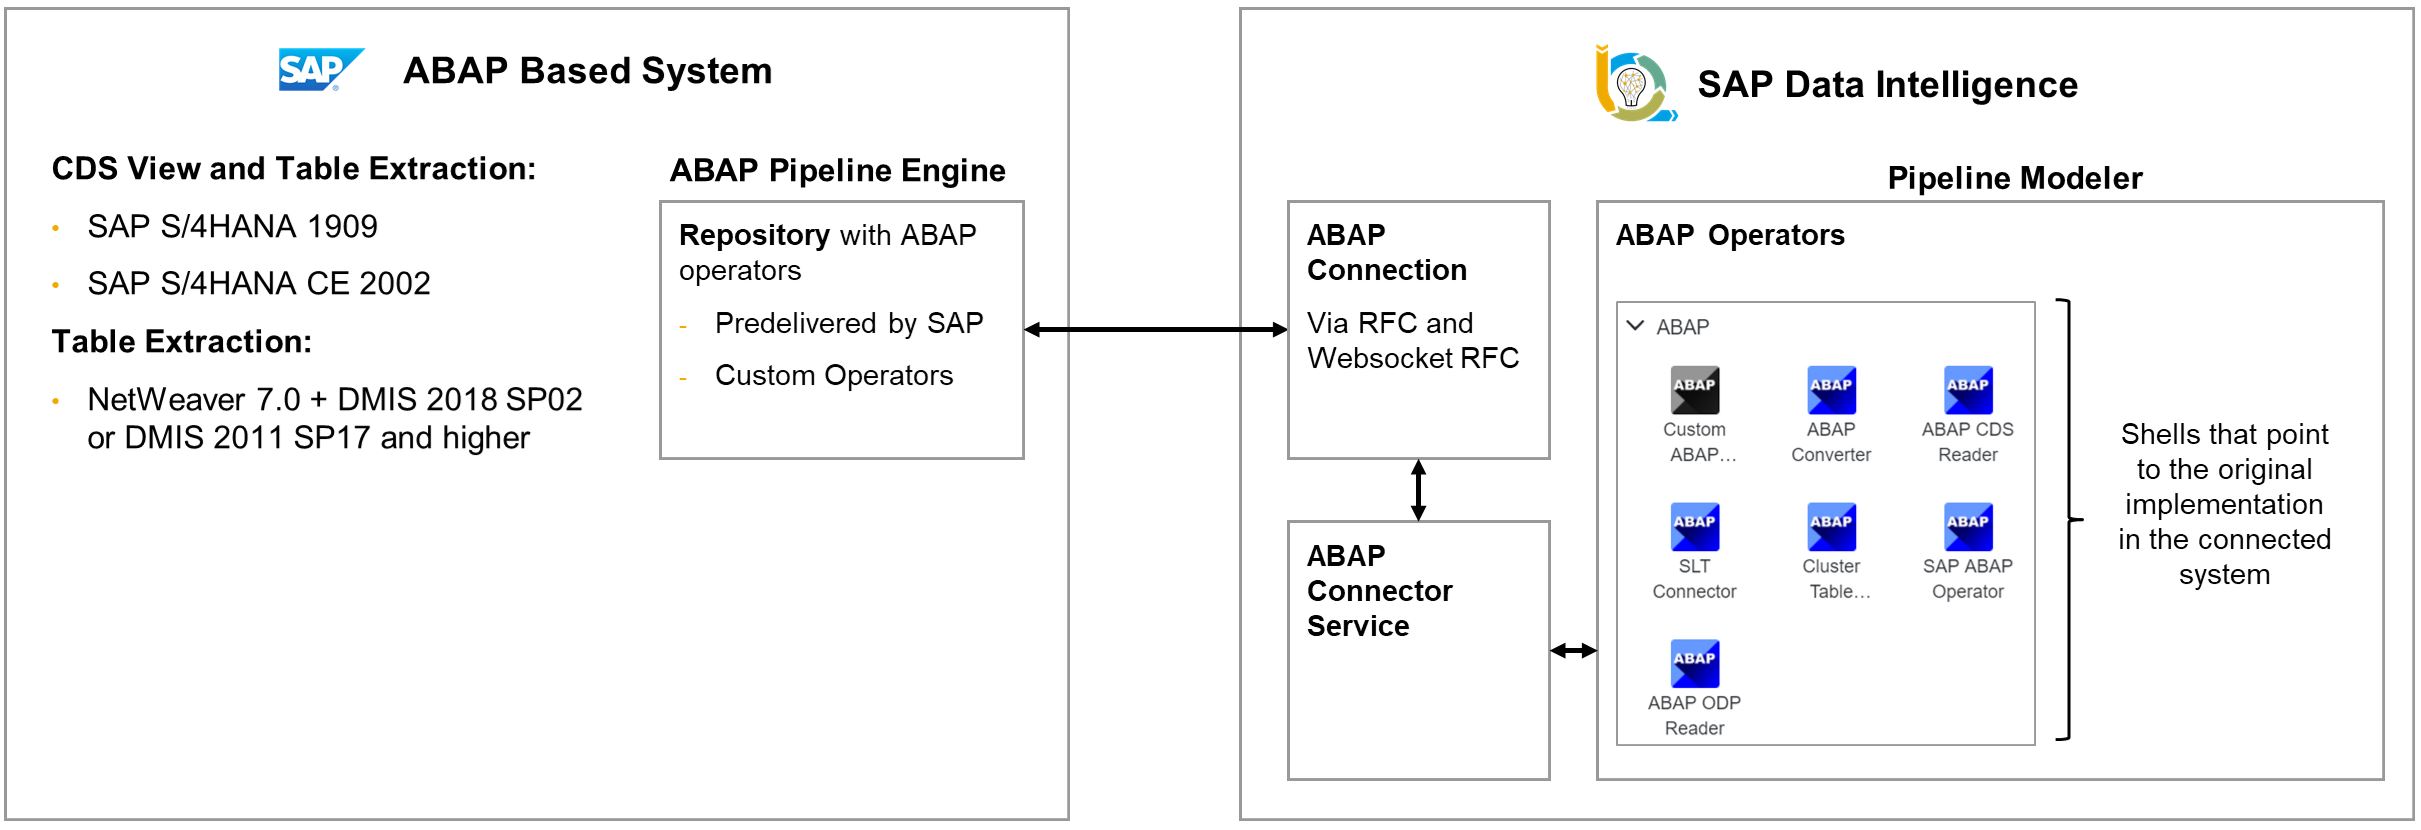 SAP
ABAP Based System
CDS View and Table Extraction:
• SAP S/4HANA 1909
• SAP S/4HANA CE 2002
Table Extraction:
• NetWeaver 7.0 + DMIS 2018 SP02
or DMIS 2011 SP17 and higher
ABAP Pipeline Engine
Repository with ABAP
operators
- Predelivered by SAP
- Custom Operators
SAP Data Intelligence
ABAP
Connection
Via RFC and
Websocket RFC
ABAP
Connector
Service
Pipeline Modeler
ABAP Operators
ABAP
ABAP
Custom
ABAP...
ABAP
ABAP
Converter
ABAP
ABAP CDS
Reader
ABAP
SLT
Connector
ABAP
Cluster
Table...
ABAP
SAP ABAP
Operator
ABAP
ABAP ODP
Reader
Shells that point
to the original
implementation
in the connected
system